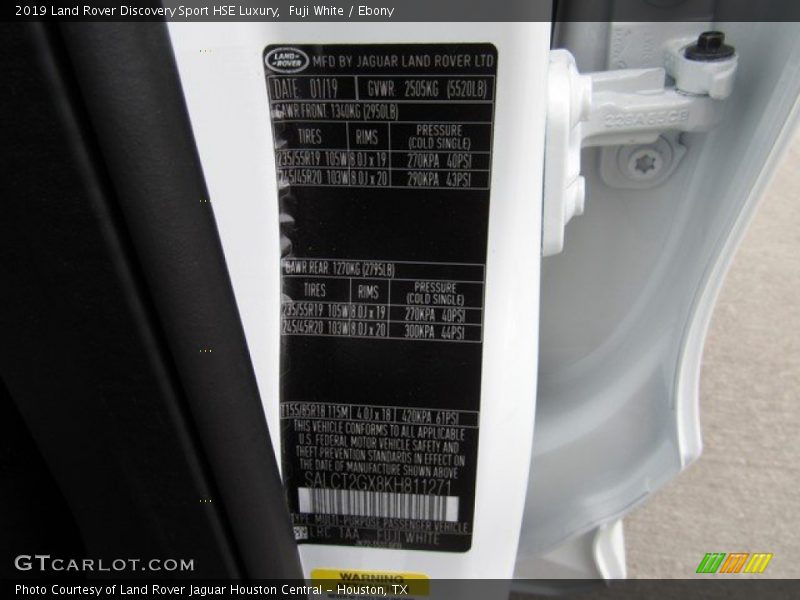 2019 Land Rover Discovery Sport HSE Luxury, Fuji White / Ebony
LAND ROVER MFD BY JAGUAR LAND ROVER LTD
DATE 01/19 GVWR 2505KG (5520LB)
GAWR FRONT 1340KG (2950LB)
TIRES RIMS PRESSURE (COLD SINGLE)
235/55R19 105W 8.0J x 19 270KPA 40PSI
245/45R20 103W 8.0J x 20 290KPA 43PSI
GAWR REAR 1270KG (2795LB)
TIRES RIMS PRESSURE (COLD SINGLE)
235/55R19 105W 8.0J x 19 270KPA 40PSI
245/45R20 103W 8.0J x 20 300KPA 44PSI
T155/85R18 115M 4.0J x 18 420KPA 61PSI
THIS VEHICLE CONFORMS TO ALL APPLICABLE
U.S. FEDERAL MOTOR VEHICLE SAFETY AND
THEFT PREVENTION STANDARDS IN EFFECT ON
THE DATE OF MANUFACTURE SHOWN ABOVE
SALCT2GX8KH811271
TYPE: MULTI-PURPOSE PASSENGER VEHICLE
LRC 1AA FUJI WHITE
WARNING
GTCARLOT.COM
Photo Courtesy of Land Rover Jaguar Houston Central – Houston, TX